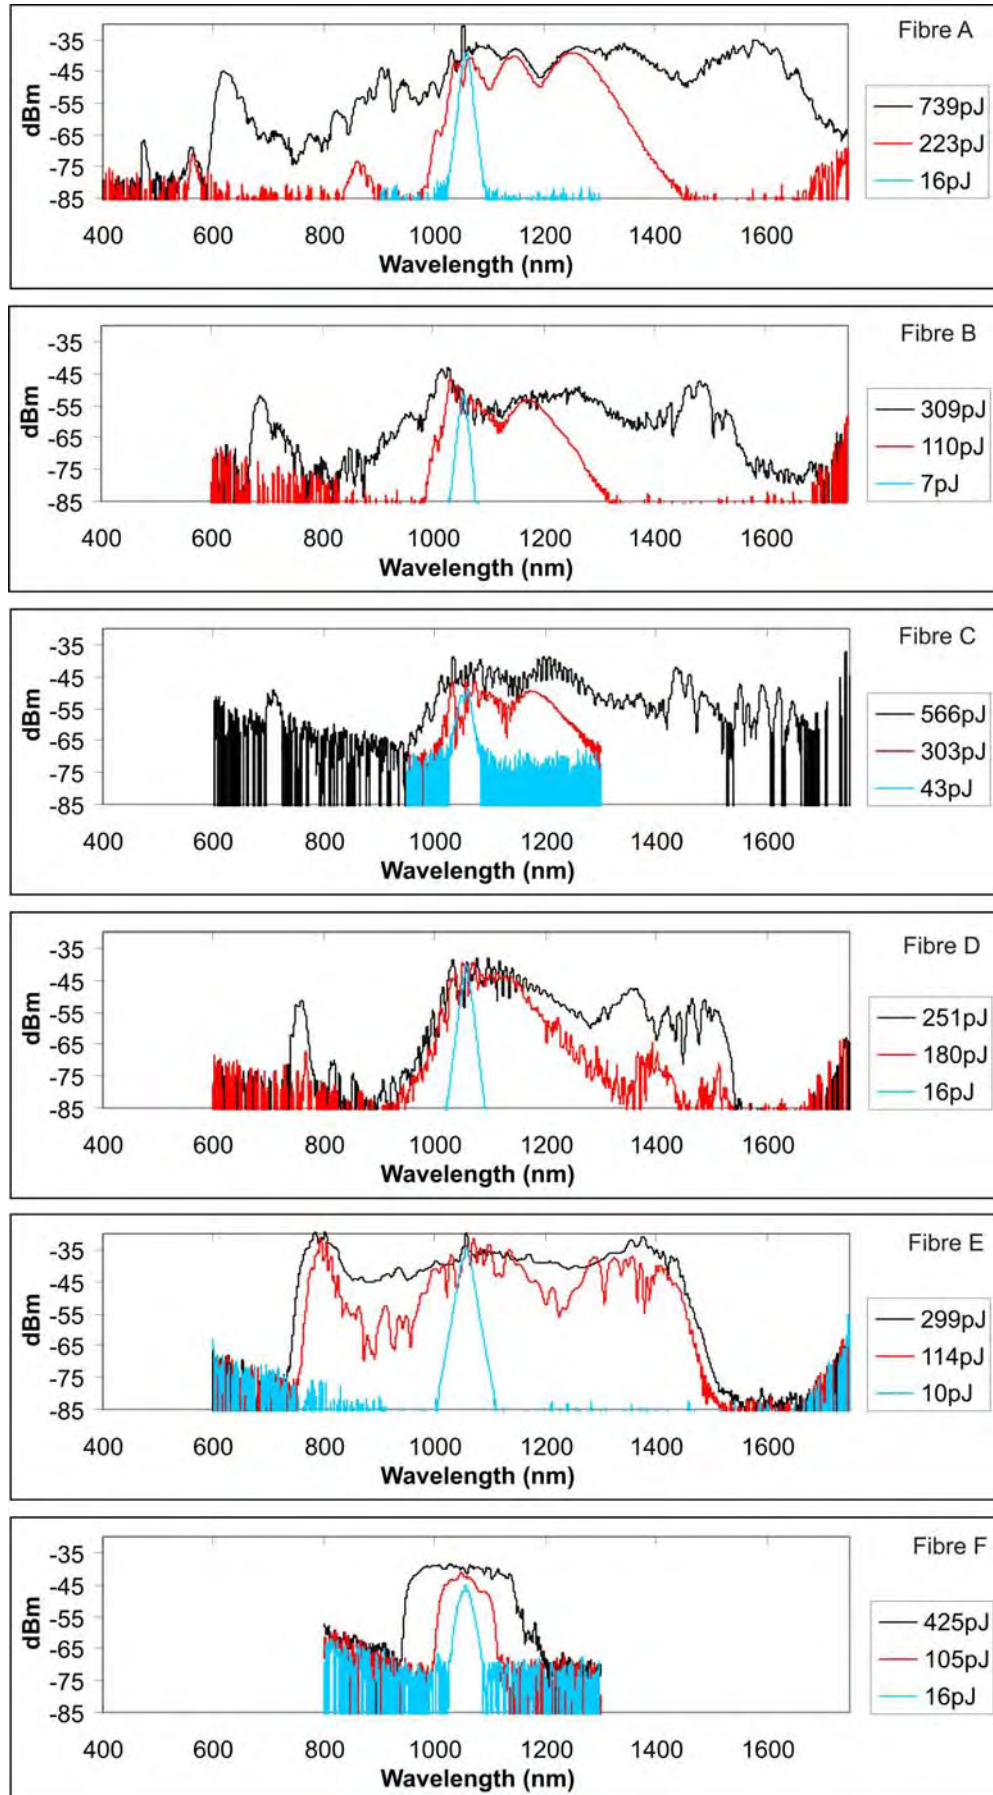 Fibre A
-35
-45
-55
-65
-75
-85
dBm
739pJ
223pJ
16pJ
400 600 800 1000 1200 1400 1600
Wavelength (nm)
Fibre B
-35
-45
-55
-65
-75
-85
dBm
309pJ
110pJ
7pJ
400 600 800 1000 1200 1400 1600
Wavelength (nm)
Fibre C
-35
-45
-55
-65
-75
-85
dBm
566pJ
303pJ
43pJ
400 600 800 1000 1200 1400 1600
Wavelength (nm)
Fibre D
-35
-45
-55
-65
-75
-85
dBm
251pJ
180pJ
16pJ
400 600 800 1000 1200 1400 1600
Wavelength (nm)
Fibre E
-35
-45
-55
-65
-75
-85
dBm
299pJ
114pJ
10pJ
400 600 800 1000 1200 1400 1600
Wavelength (nm)
Fibre F
-35
-45
-55
-65
-75
-85
dBm
425pJ
105pJ
16pJ
400 600 800 1000 1200 1400 1600
Wavelength (nm)